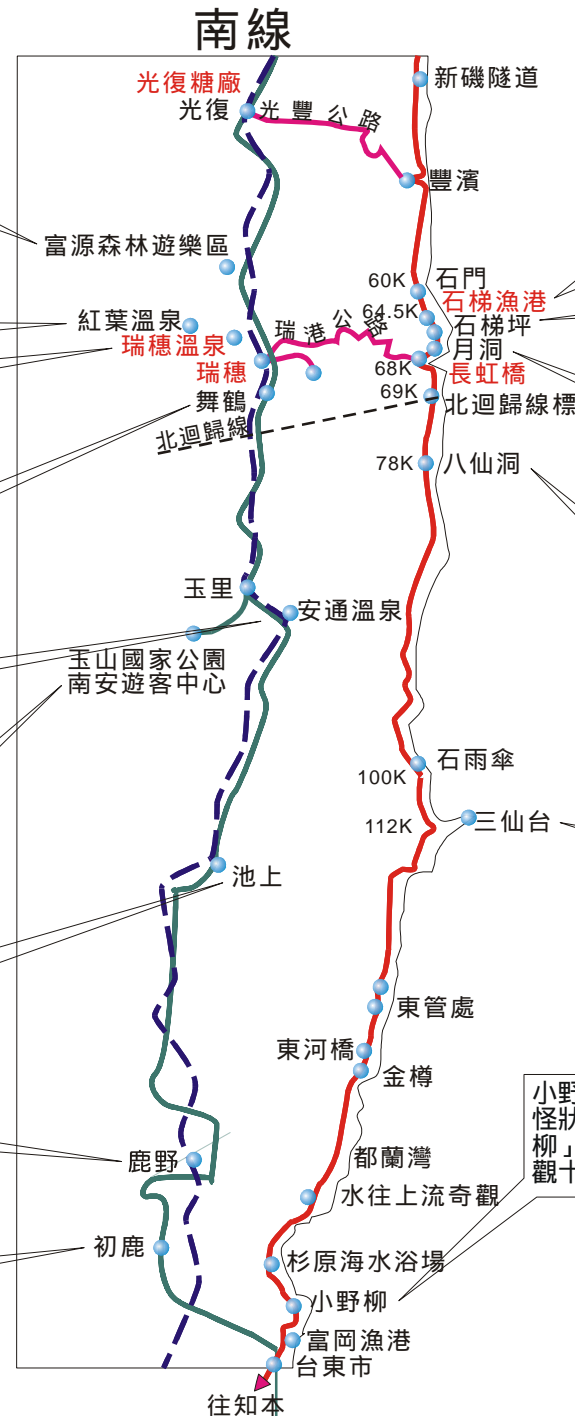 南線
新磯隧道
光復糖廠
光復
光豐公路
豐濱
富源森林遊樂區
60K
石門
石梯漁港
64.5K
石梯坪
紅葉溫泉
瑞港公路
瑞穗溫泉
月洞
瑞穗
68K
長虹橋
舞鶴
69K
北迴歸線標
北迴歸線
78K
八仙洞
玉里
安通溫泉
玉山國家公園
南安遊客中心
石雨傘
100K
112K
三仙台
池上
東管處
東河橋
金樽
小野
怪狀
柳」
觀十
都蘭灣
鹿野
水往上流奇觀
初鹿
杉原海水浴場
小野柳
富岡漁港
台東市
往知本